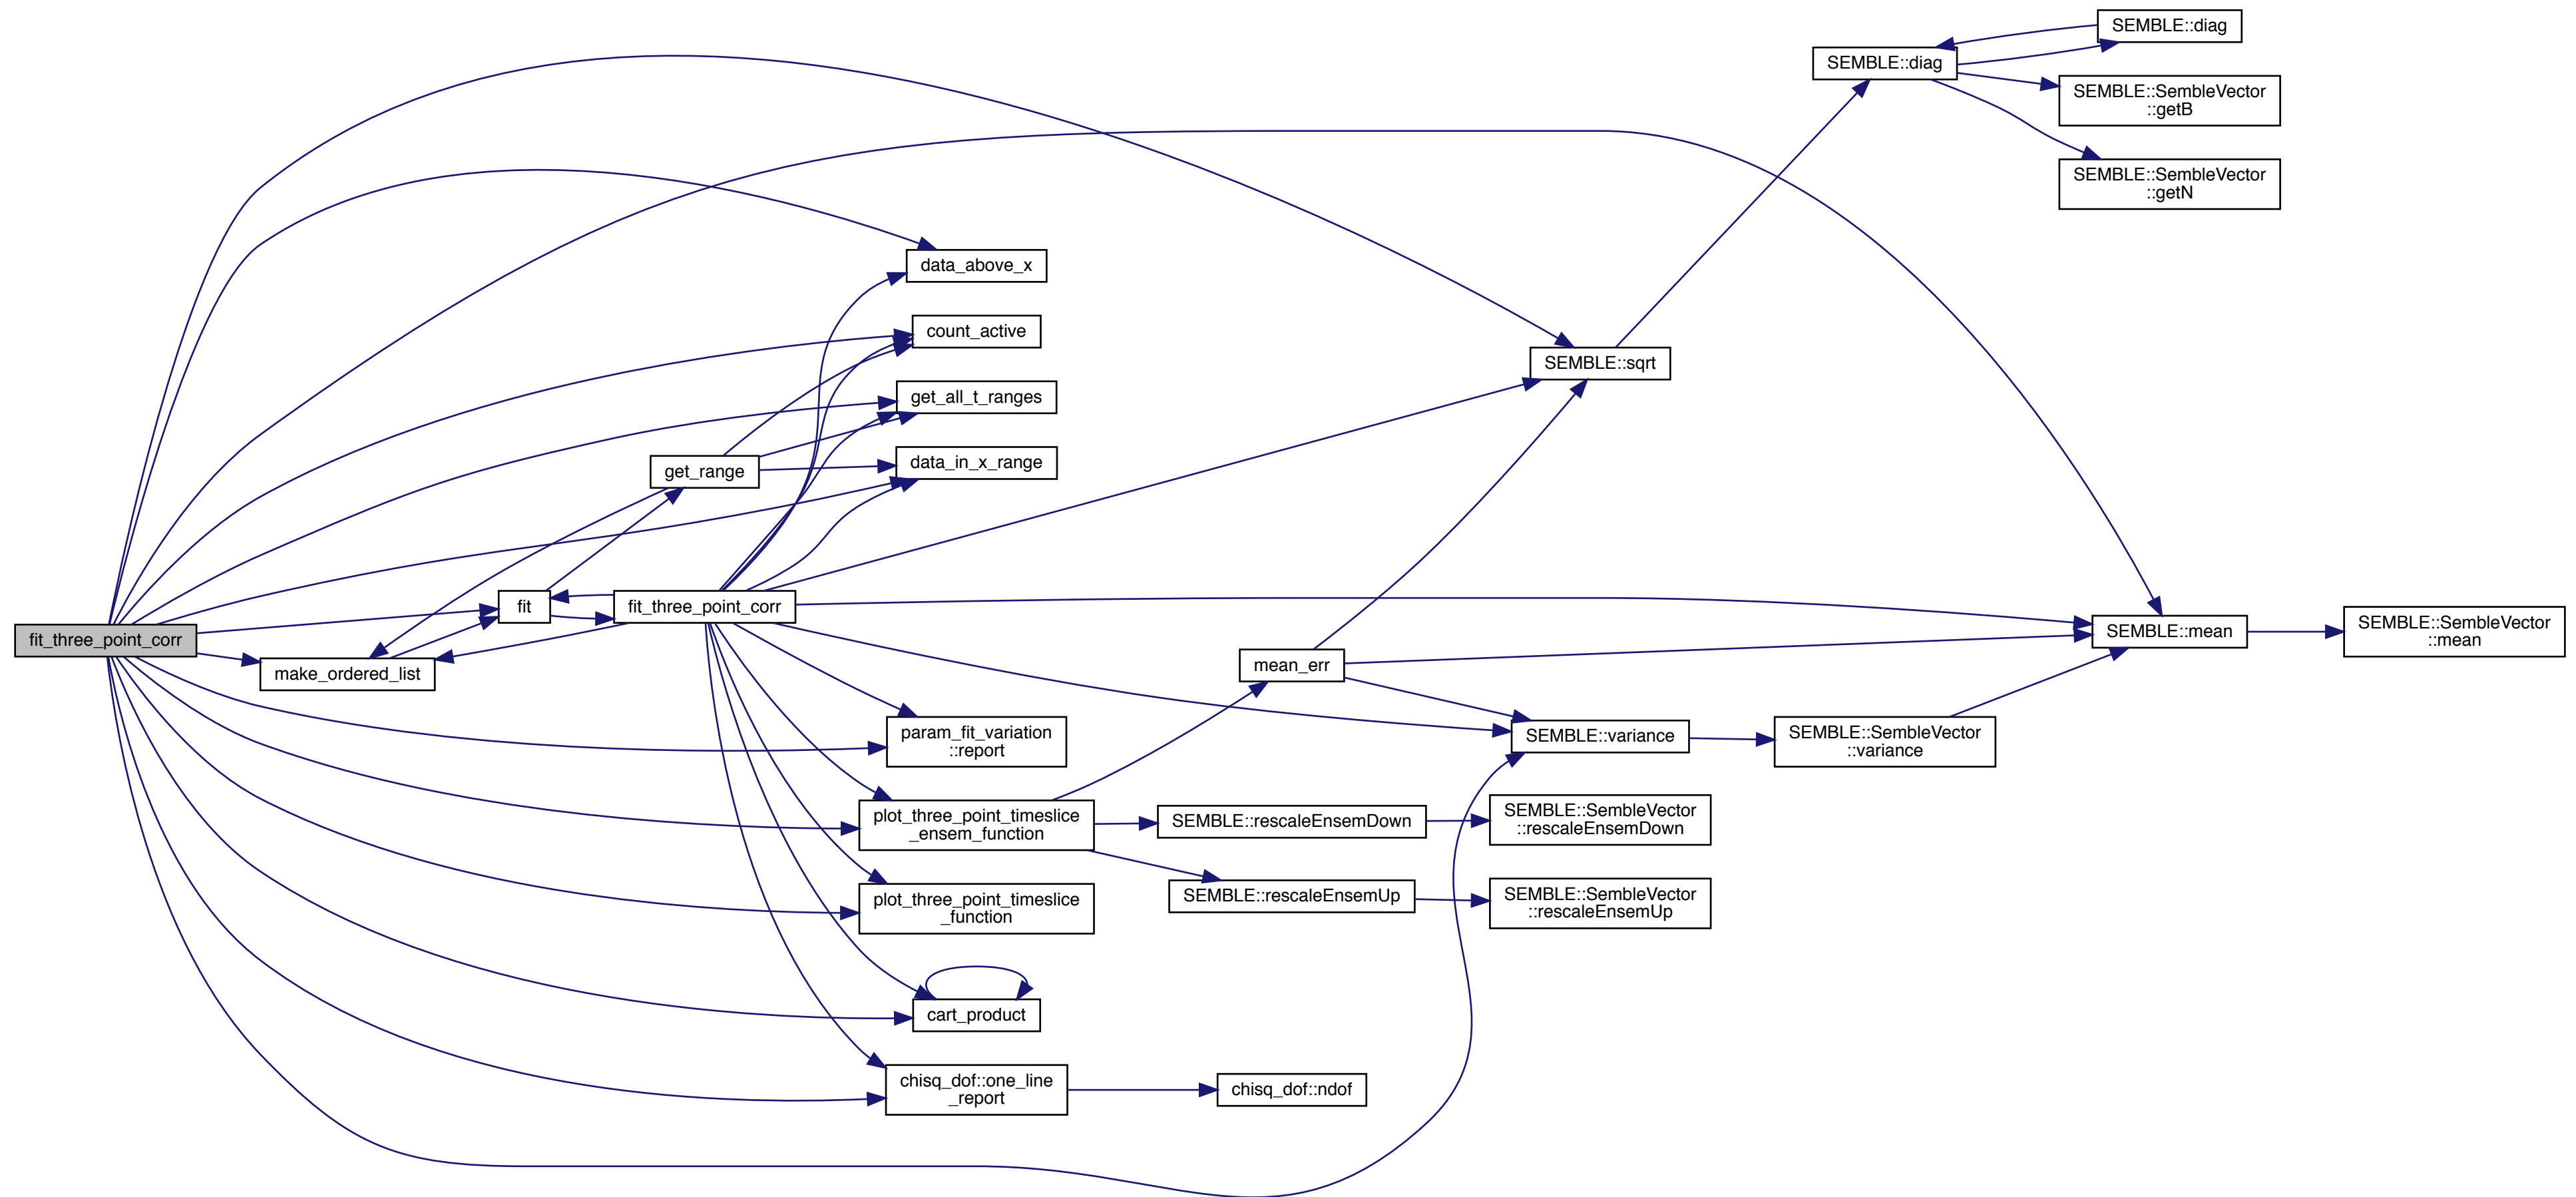 SEMBLE::diag
SEMBLE::diag
SEMBLE::SembleVector
::getB
SEMBLE::SembleVector
::getN
data_above_x
count_active
SEMBLE::sqrt
get_all_t_ranges
get_range
data_in_x_range
fit
fit_three_point_corr
fit_three_point_corr
make_ordered_list
SEMBLE::mean
SEMBLE::SembleVector
::mean
mean_err
param_fit_variation
::report
SEMBLE::variance
SEMBLE::SembleVector
::variance
plot_three_point_timeslice
_ensem_function
SEMBLE::rescaleEnsemDown
SEMBLE::SembleVector
::rescaleEnsemDown
SEMBLE::rescaleEnsemUp
SEMBLE::SembleVector
::rescaleEnsemUp
plot_three_point_timeslice
_function
cart_product
chisq_dof::one_line
_report
chisq_dof::ndof